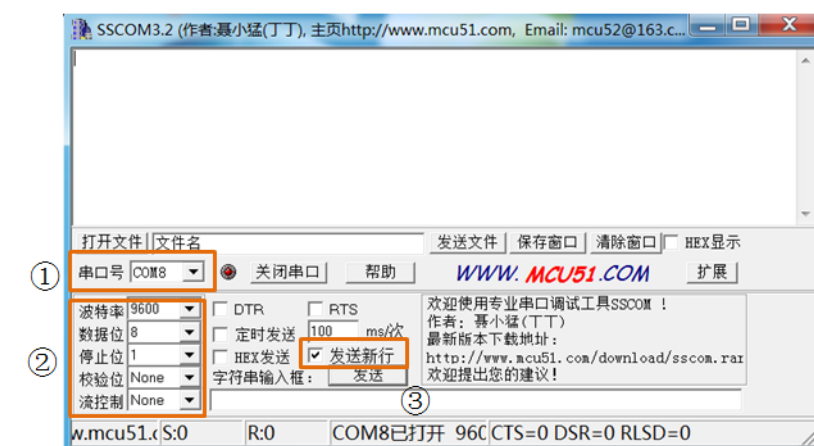 SSCOM3.2 (作者:聂小猛(丁丁), 主页http://www.mcu51.com, Email: mcu52@163.c...
打开文件 文件名 发送文件 保存窗口 清除窗口 HEX显示
① 串口号 COM8 关闭串口 帮助 WWW.MCU51.COM 扩展
波特率 9600 DTR RTS
数据位 8 定时发送 100 ms/次
② 停止位 1 HEX发送 发送新行
校验位 None 字符串输入框: 发送
流控制 None ③
欢迎使用专业串口调试工具SSCOM !
作者: 聂小猛(丁丁)
最新版本下载地址:
http://www.mcu51.com/download/sscom.rar
欢迎提出您的建议!
w.mcu51.c S:0 R:0 COM8已打开 960 CTS=0 DSR=0 RLSD=0